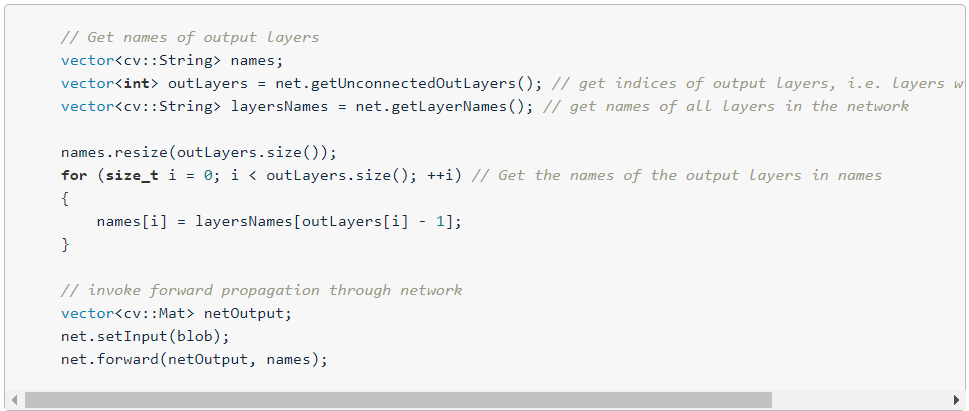 // Get names of output layers
vector<cv::String> names;
vector<int> outLayers = net.getUnconnectedOutLayers(); // get indices of output layers, i.e. layers w
vector<cv::String> layersNames = net.getLayerNames(); // get names of all layers in the network
names.resize(outLayers.size());
for (size_t i = 0; i < outLayers.size(); ++i) // Get the names of the output layers in names
{
names[i] = layersNames[outLayers[i] - 1];
}
// invoke forward propagation through network
vector<cv::Mat> netOutput;
net.setInput(blob);
net.forward(netOutput, names);